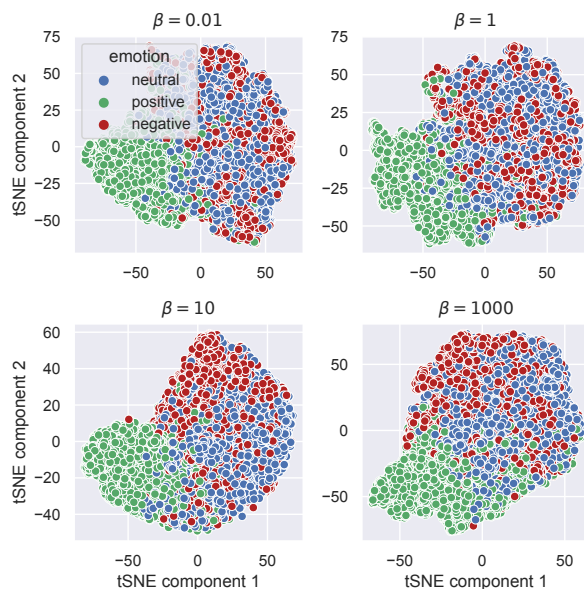 β = 0.01
β = 1
75
50
25
0
−25
−50
tSNE component 2
emotion
neutral
positive
negative
−50
0
50
75
50
25
0
−25
−50
−50
0
50
β = 10
β = 1000
60
40
20
0
−20
−40
tSNE component 2
−50
0
50
tSNE component 1
50
0
−50
−50
0
50
tSNE component 1